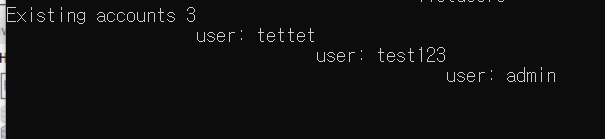 Existing accounts 3
user: tettet
user: test123
user: admin